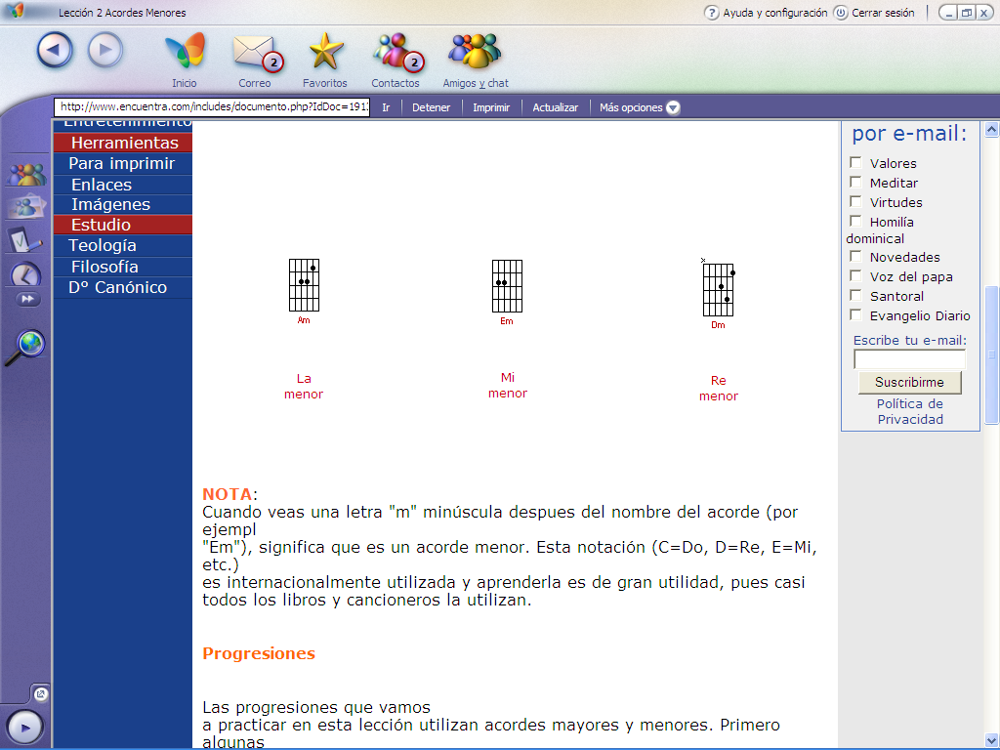 Lección 2 Acordes Menores
Ayuda y configuración
Cerrar sesión
Inicio
2
Correo
Favoritos
2
Contactos
Amigos y chat
http://www.encuentra.com/includes/documento.php?IdDoc=191
Ir
Detener
Imprimir
Actualizar
Más opciones
Entretenimiento
Herramientas
Para imprimir
Enlaces
Imágenes
Estudio
Teología
Filosofía
D° Canónico
x
Am
Em
Dm
La
menor
Mi
menor
Re
menor
NOTA:
Cuando veas una letra "m" minúscula despues del nombre del acorde (por
ejempl
"Em"), significa que es un acorde menor. Esta notación (C=Do, D=Re, E=Mi,
etc.)
es internacionalmente utilizada y aprenderla es de gran utilidad, pues casi
todos los libros y cancioneros la utilizan.
Progresiones
Las progresiones que vamos
a practicar en esta lección utilizan acordes mayores y menores. Primero
algunas
por e-mail:
Valores
Meditar
Virtudes
Homilía
dominical
Novedades
Voz del papa
Santoral
Evangelio Diario
Escribe tu e-mail:
Suscribirme
Política de
Privacidad